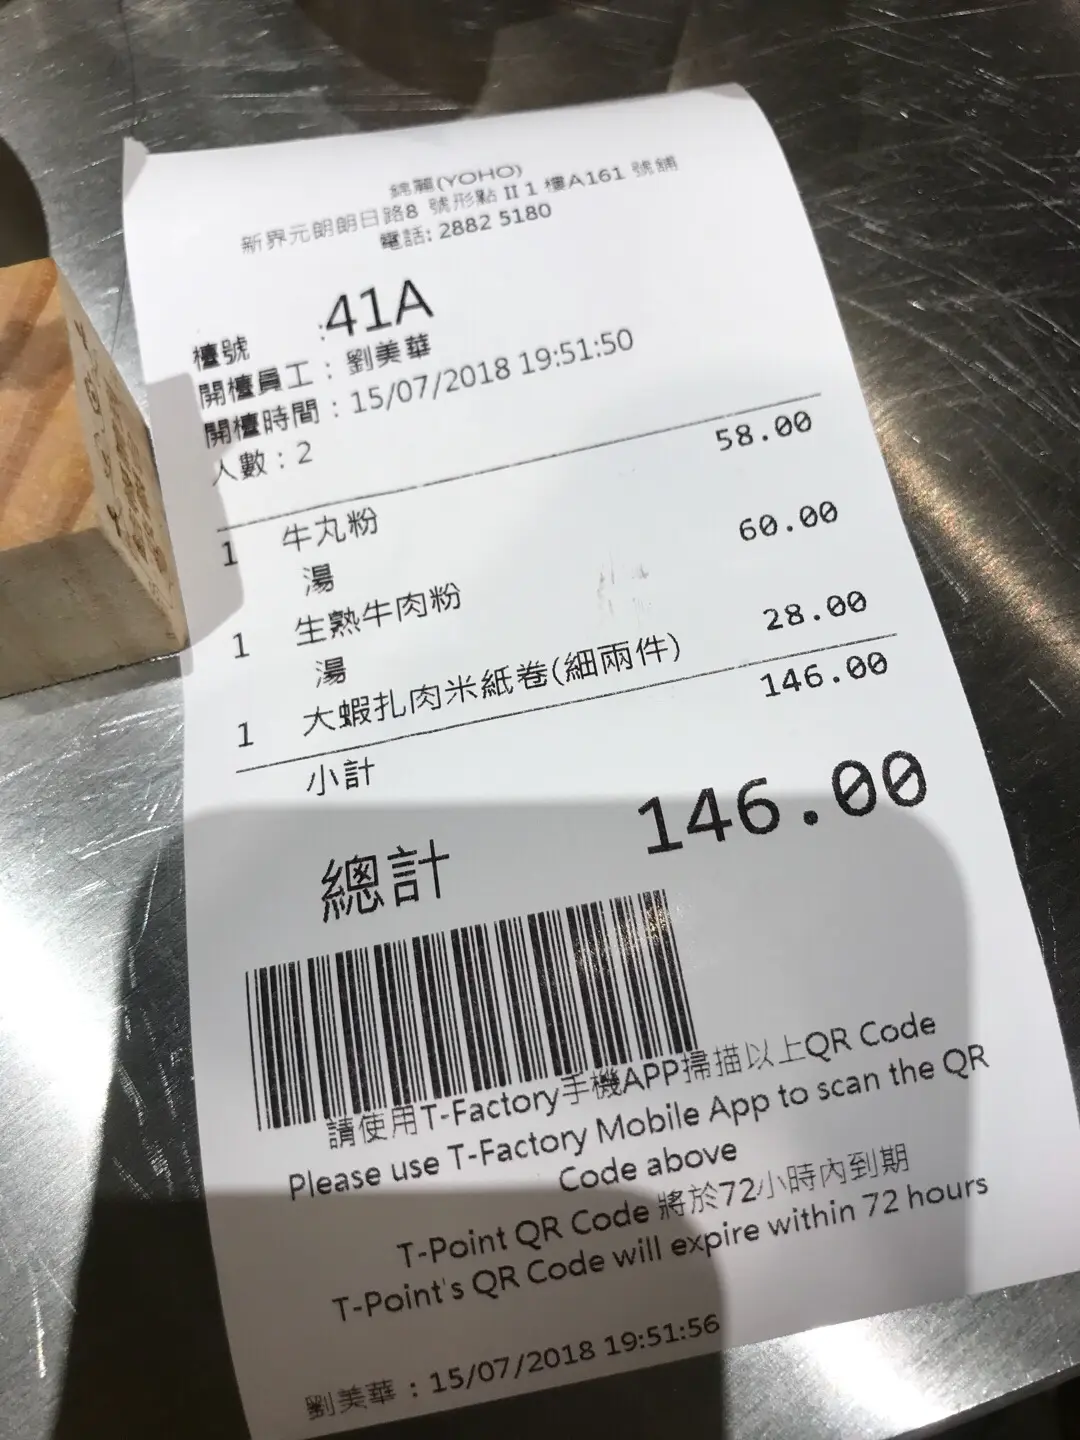 錦麗(YOHO)
新界元朗朗日路8 號形點 II 1 樓A161 號舖
電話: 2882 5180
檯號 :41A
開檯員工 : 劉美華
開檯時間 : 15/07/2018 19:51:50
人數 : 2
1 牛丸粉 58.00
湯
1 生熟牛肉粉 60.00
湯
1 大蝦扎肉米紙卷(細兩件) 28.00
小計 146.00
總計 146.00
請使用T-Factory手機APP掃描以上QR Code
Please use T-Factory Mobile App to scan the QR
Code above
T-Point QR Code 將於72小時內到期
T-Point's QR Code will expire within 72 hours
劉美華 : 15/07/2018 19:51:56